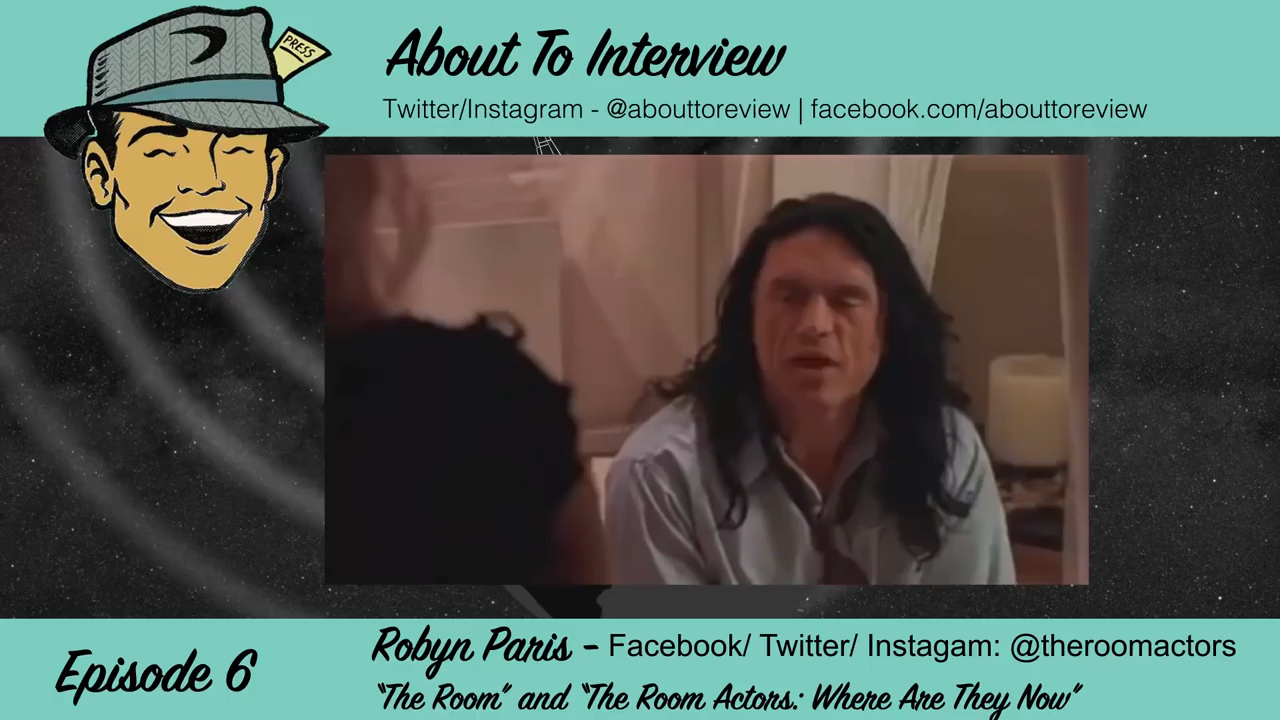 PRESS
About To Interview
Twitter/Instagram - @abouttoreview | facebook.com/abouttoreview
Episode 6
Robyn Paris - Facebook/ Twitter/ Instagam: @theroomactors
"The Room" and "The Room Actors: Where Are They Now"